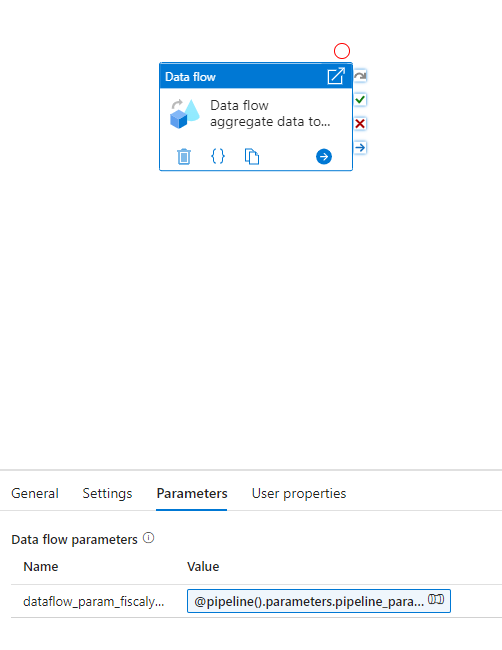 Data flow
Data flow
aggregate data to...
{}
General Settings Parameters User properties
Data flow parameters
Name Value
dataflow_param_fiscaly... @pipeline().parameters.pipeline_para...